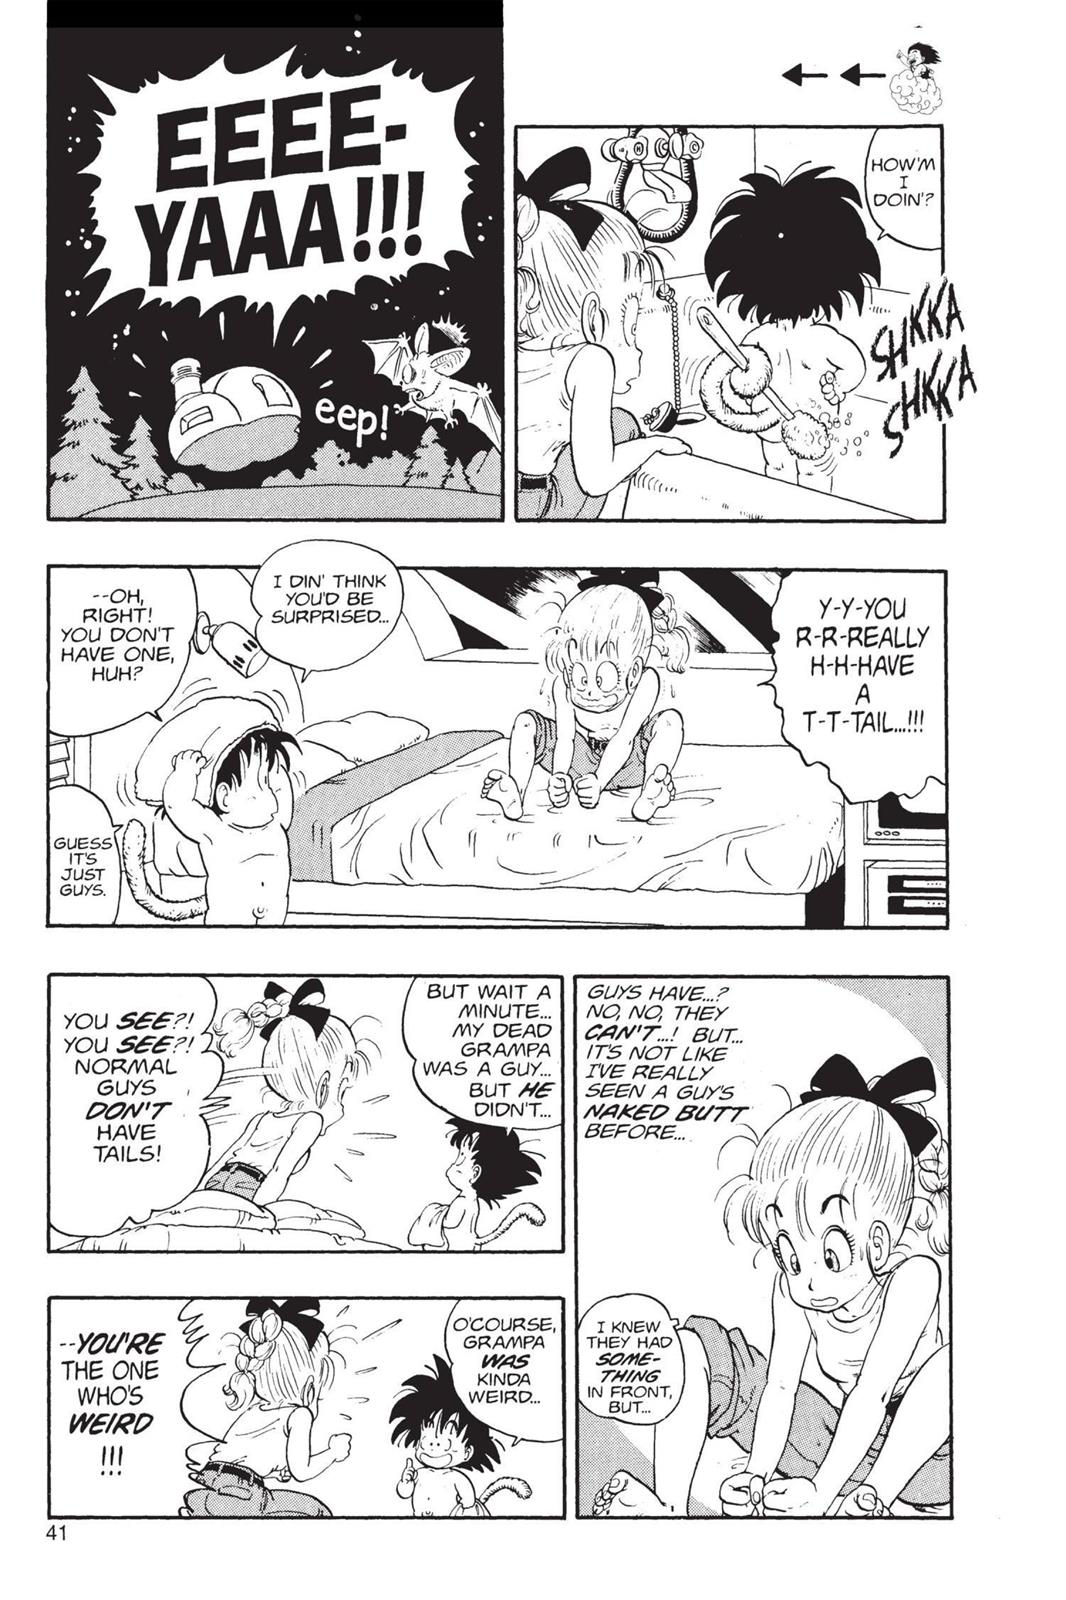 HOW'M
I
DOIN'?
SHKKA
SHKKA
EEEE-
YAAA!!!
eep!
Y-Y-YOU
R-R-REALLY
H-H-HAVE
A
T-T-TAIL...!!!
I DIN' THINK
YOU'D BE
SURPRISED...
--OH,
RIGHT!
YOU DON'T
HAVE ONE,
HUH?
GUESS
IT'S
JUST
GUYS.
GUYS HAVE...?
NO, NO, THEY
CAN'T...! BUT...
IT'S NOT LIKE
I'VE REALLY
SEEN A GUY'S
NAKED BUTT
BEFORE...
I KNEW
THEY HAD
SOME-
THING
IN FRONT,
BUT...
BUT WAIT A
MINUTE...
MY DEAD
GRAMPA
WAS A GUY...
BUT HE
DIDN'T...
YOU SEE?!
YOU SEE?!
NORMAL
GUYS
DON'T
HAVE
TAILS!
O'COURSE,
GRAMPA
WAS
KINDA
WEIRD...
--YOU'RE
THE ONE
WHO'S
WEIRD
!!!
41